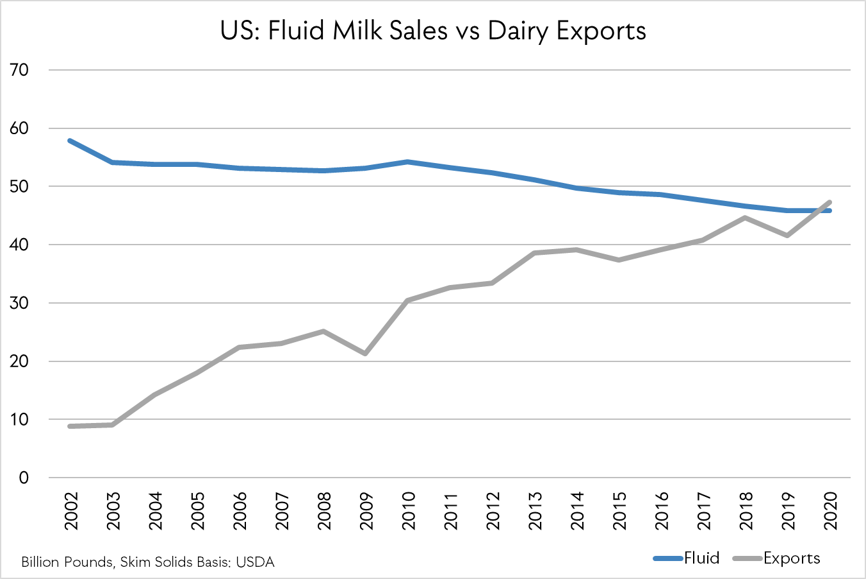 US: Fluid Milk Sales vs Dairy Exports
70
60
50
40
30
20
10
0
2002 2003 2004 2005 2006 2007 2008 2009 2010 2011 2012 2013 2014 2015 2016 2017 2018 2019 2020
Billion Pounds, Skim Solids Basis: USDA
Fluid Exports